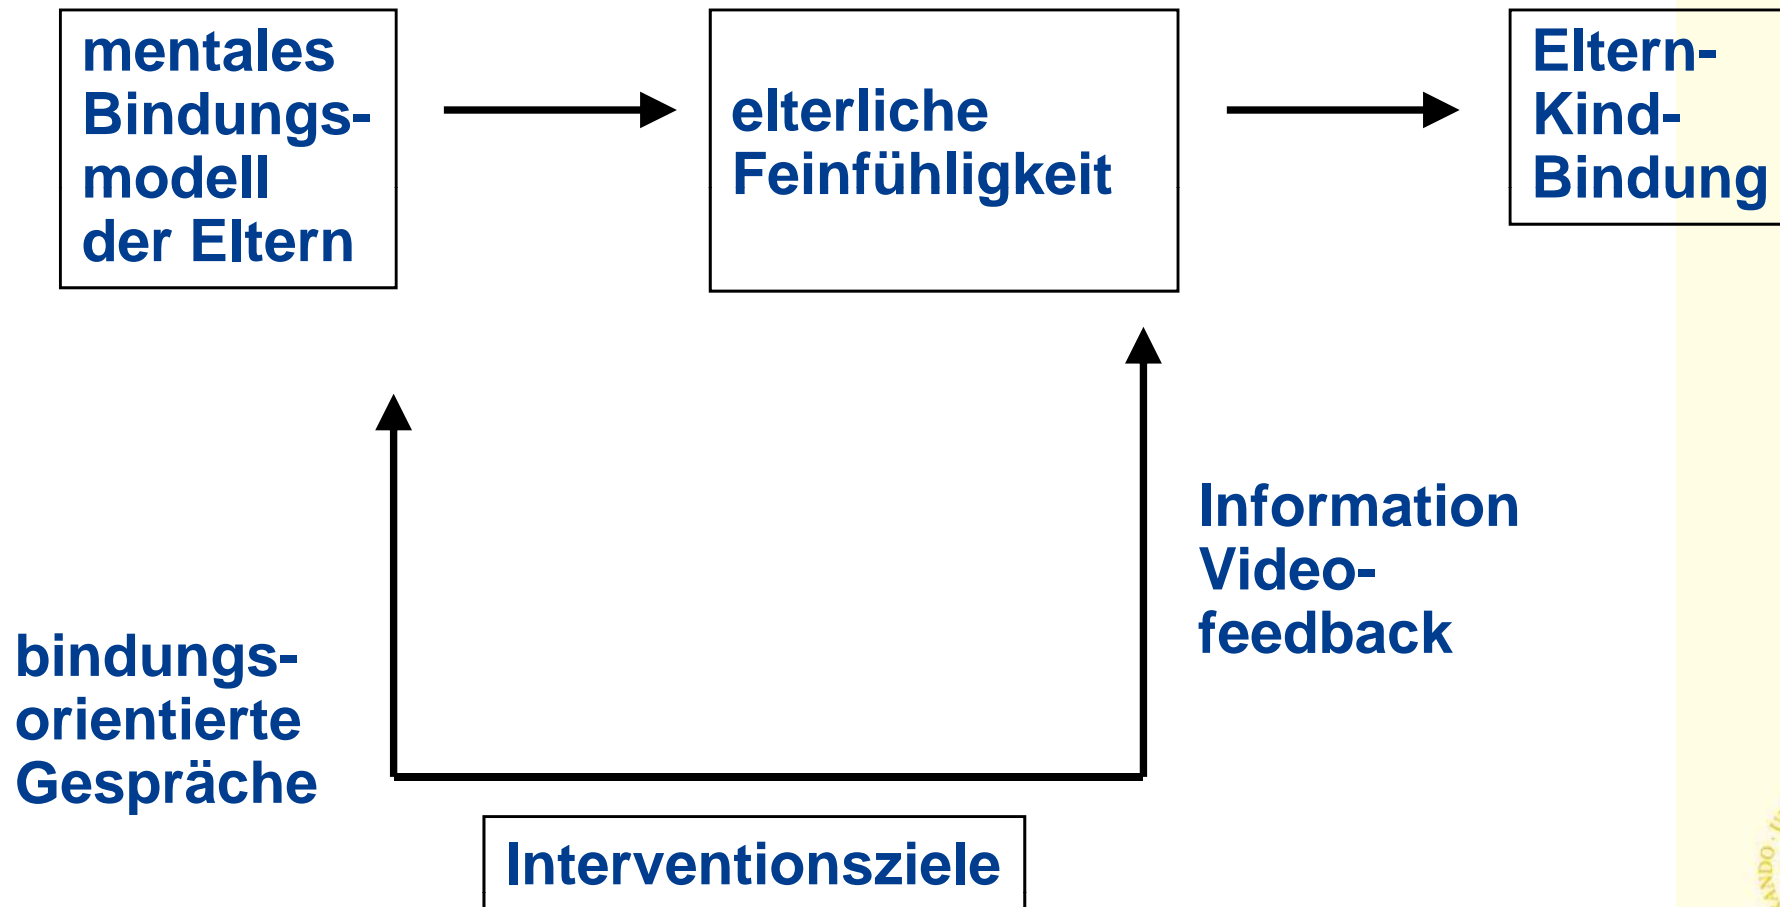 mentales
Bindungs-
modell
der Eltern
elterliche
Feinfühligkeit
Eltern-
Kind-
Bindung
Information
Video-
feedback
bindungs-
orientierte
Gespräche
Interventionsziele